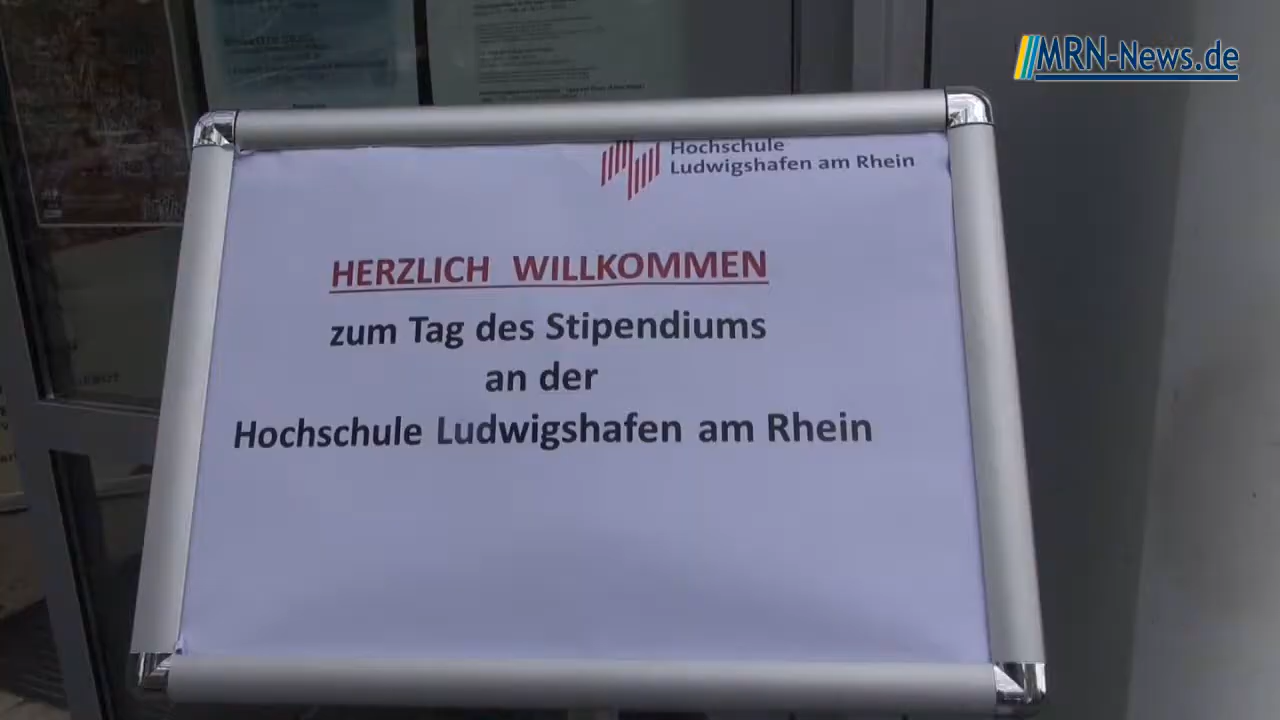 MRN-News.de
Hochschule
Ludwigshafen am Rhein
HERZLICH WILLKOMMEN
zum Tag des Stipendiums
an der
Hochschule Ludwigshafen am Rhein